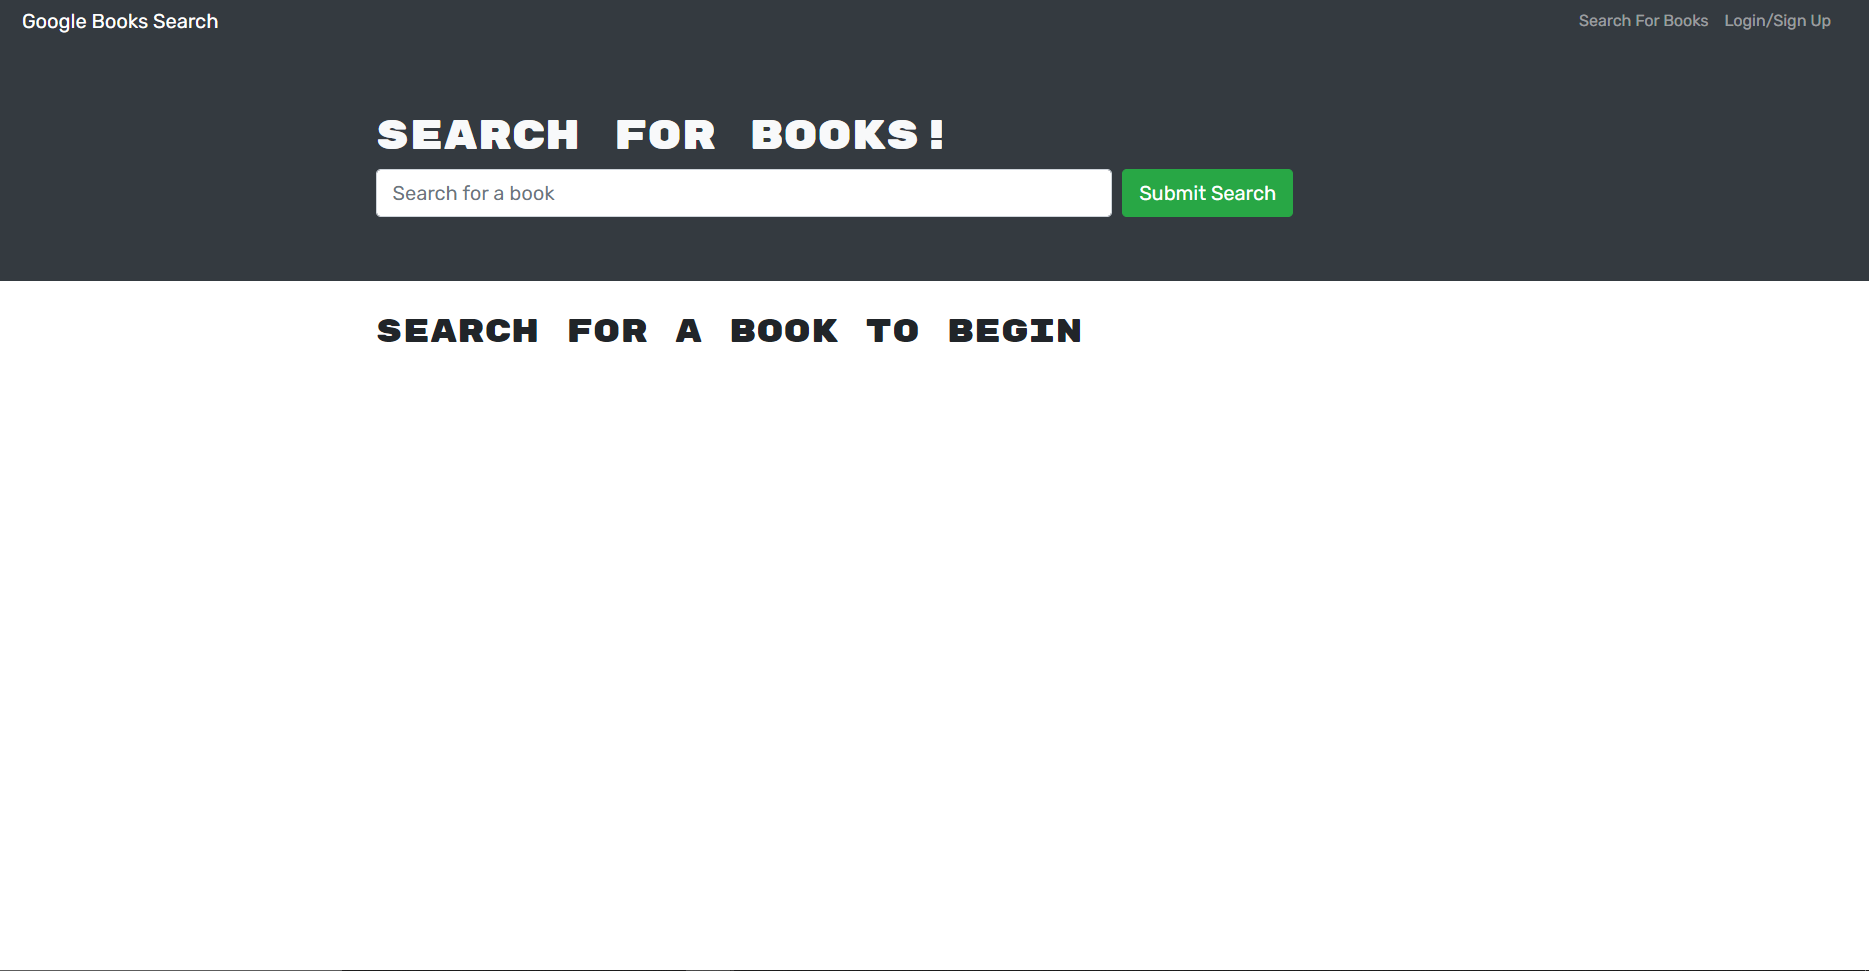 Google Books Search
Search For Books Login/Sign Up
SEARCH FOR BOOKS!
Search for a book
Submit Search
SEARCH FOR A BOOK TO BEGIN